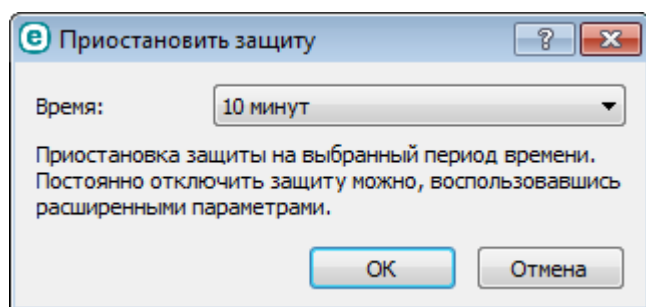 Приостановить защиту
Время: 10 минут
Приостановка защиты на выбранный период времени.
Постоянно отключить защиту можно, воспользовавшись
расширенными параметрами.
OK Отмена